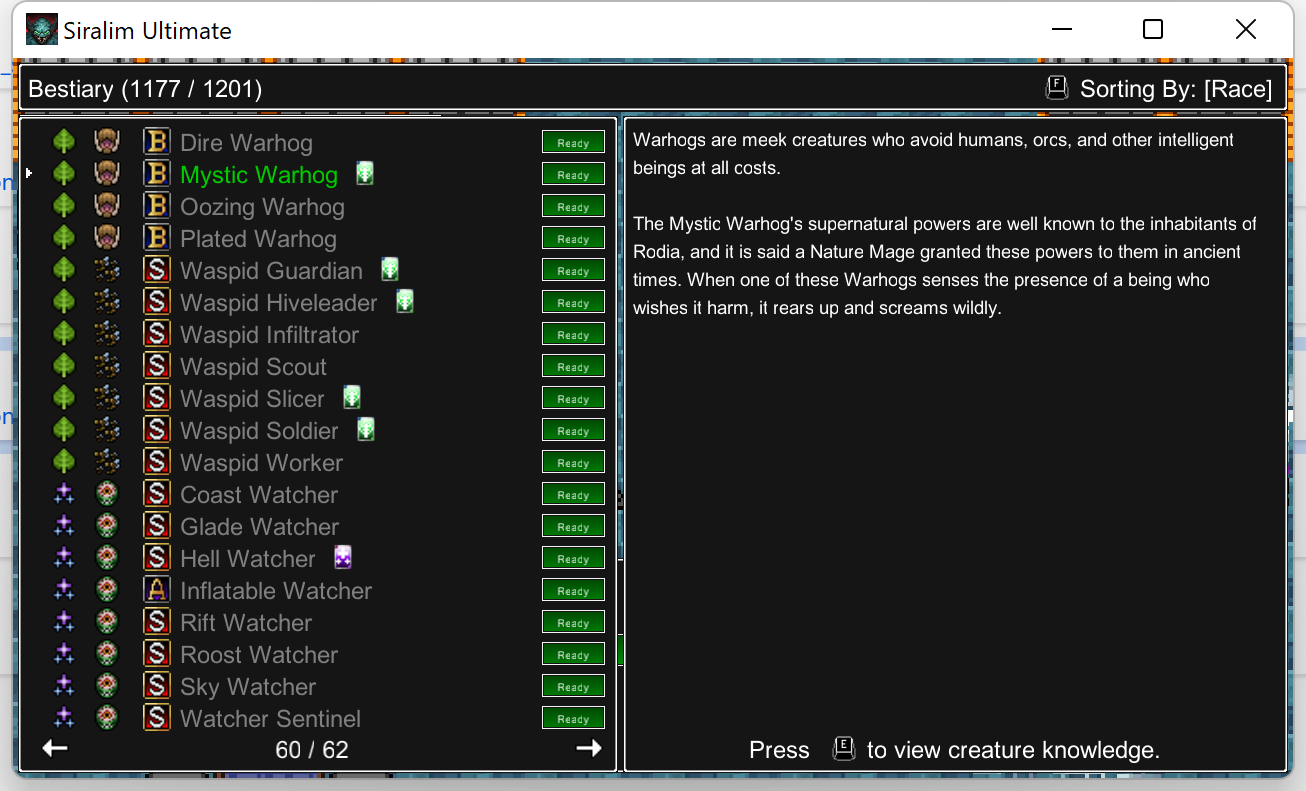 Siralim Ultimate
Bestiary (1177 / 1201)
F Sorting By: [Race]
B Dire Warhog Ready
B Mystic Warhog Ready
B Oozing Warhog Ready
B Plated Warhog Ready
S Waspid Guardian Ready
S Waspid Hiveleader Ready
S Waspid Infiltrator Ready
S Waspid Scout Ready
S Waspid Slicer Ready
S Waspid Soldier Ready
S Waspid Worker Ready
S Coast Watcher Ready
S Glade Watcher Ready
S Hell Watcher Ready
A Inflatable Watcher Ready
S Rift Watcher Ready
S Roost Watcher Ready
S Sky Watcher Ready
S Watcher Sentinel Ready
60 / 62
Warhogs are meek creatures who avoid humans, orcs, and other intelligent
beings at all costs.
The Mystic Warhog's supernatural powers are well known to the inhabitants of
Rodia, and it is said a Nature Mage granted these powers to them in ancient
times. When one of these Warhogs senses the presence of a being who
wishes it harm, it rears up and screams wildly.
Press E to view creature knowledge.